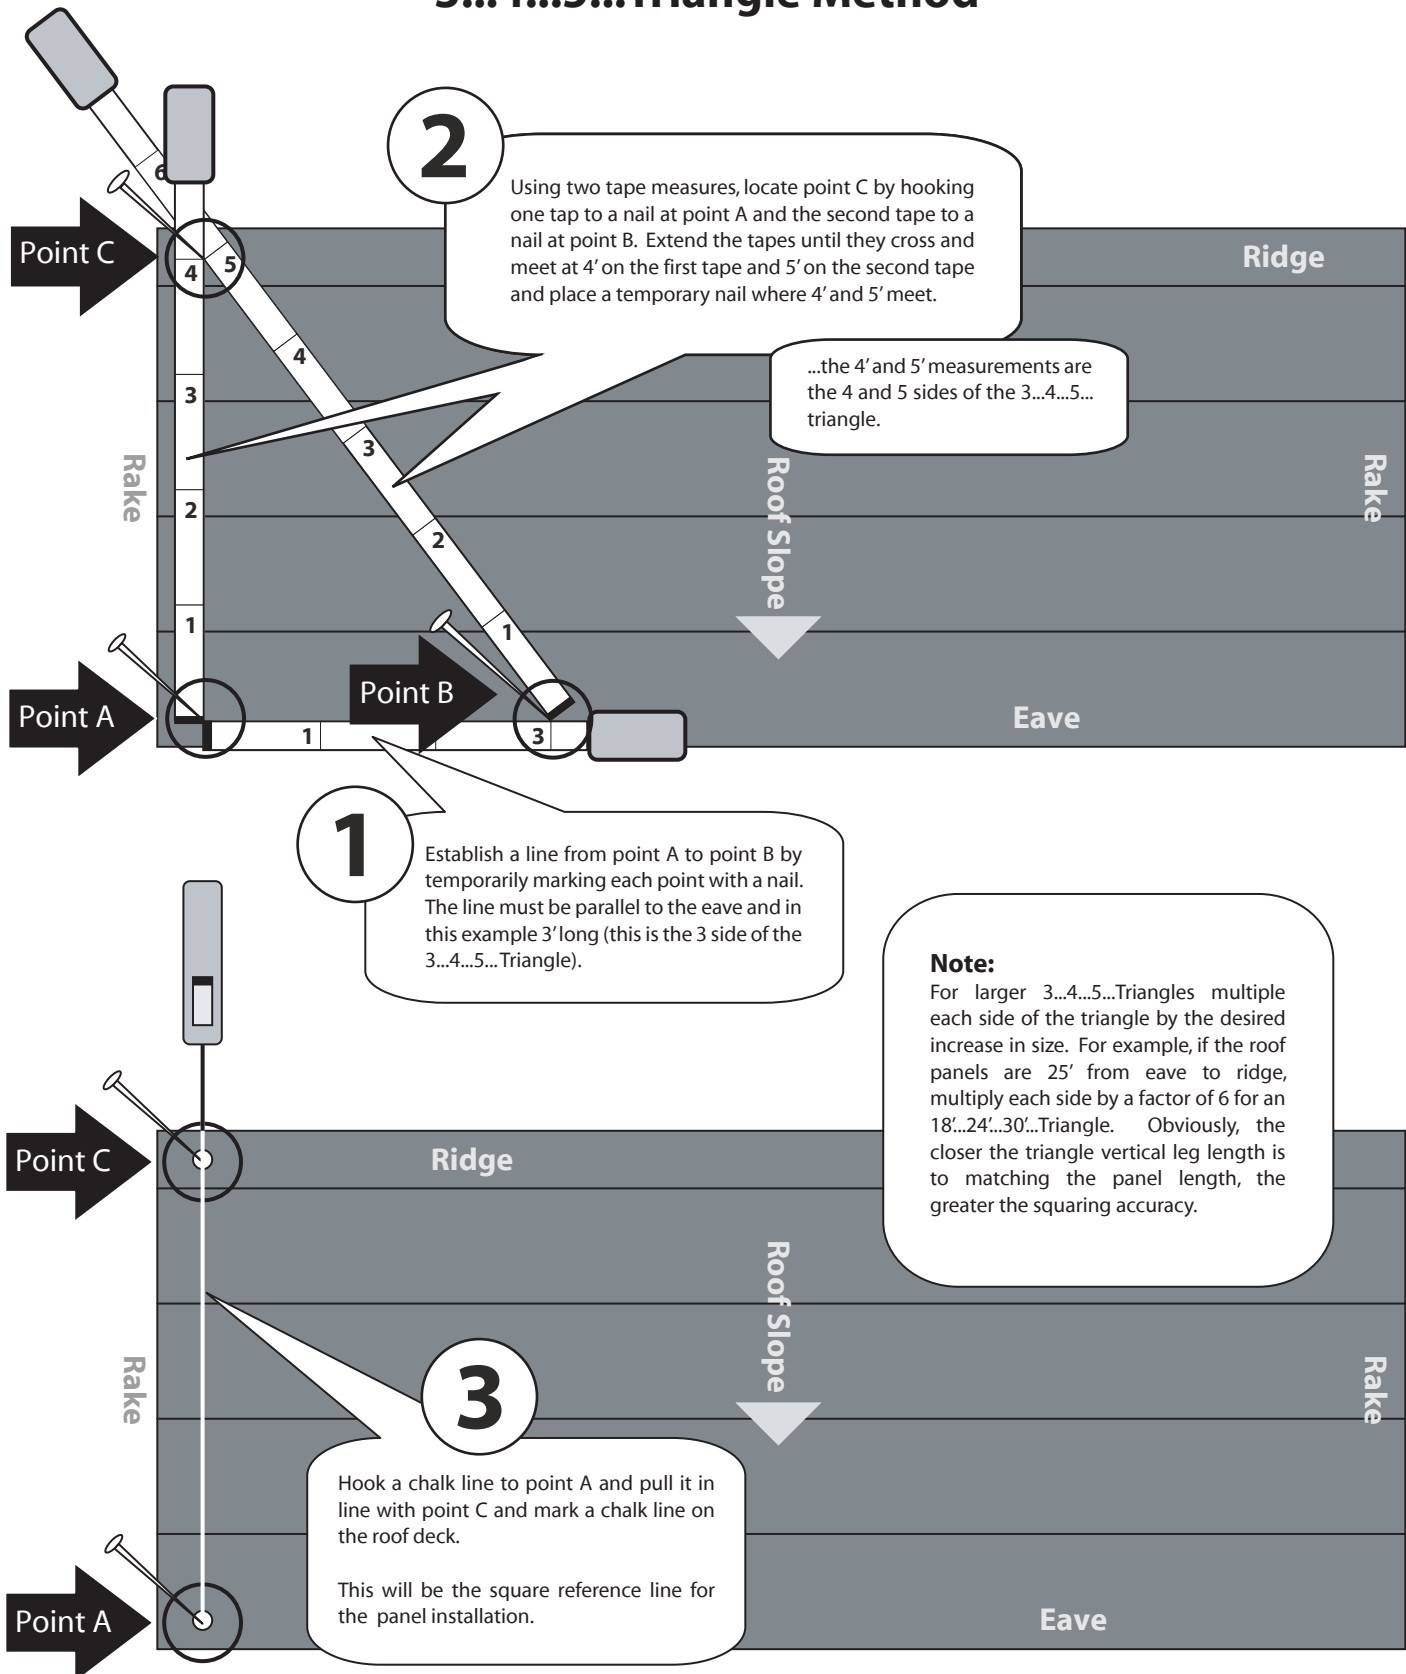 3...4...5...Triangle Method
6
2
Using two tape measures, locate point C by hooking
one tap to a nail at point A and the second tape to a
nail at point B. Extend the tapes until they cross and
meet at 4' on the first tape and 5' on the second tape
and place a temporary nail where 4' and 5' meet.
Point C
4
5
Ridge
4
...the 4' and 5' measurements are
the 4 and 5 sides of the 3...4...5...
triangle.
3
3
Rake
Roof Slope
Rake
2
2
1
1
Point B
Point A
1
3
Eave
1
Establish a line from point A to point B by
temporarily marking each point with a nail.
The line must be parallel to the eave and in
this example 3' long (this is the 3 side of the
3...4...5... Triangle).
Note:
For larger 3...4...5...Triangles multiple
each side of the triangle by the desired
increase in size. For example, if the roof
panels are 25' from eave to ridge,
multiply each side by a factor of 6 for an
18'...24'...30'...Triangle. Obviously, the
closer the triangle vertical leg length is
to matching the panel length, the
greater the squaring accuracy.
Point C
Ridge
Roof Slope
Rake
Rake
3
Hook a chalk line to point A and pull it in
line with point C and mark a chalk line on
the roof deck.
This will be the square reference line for
the panel installation.
Point A
Eave